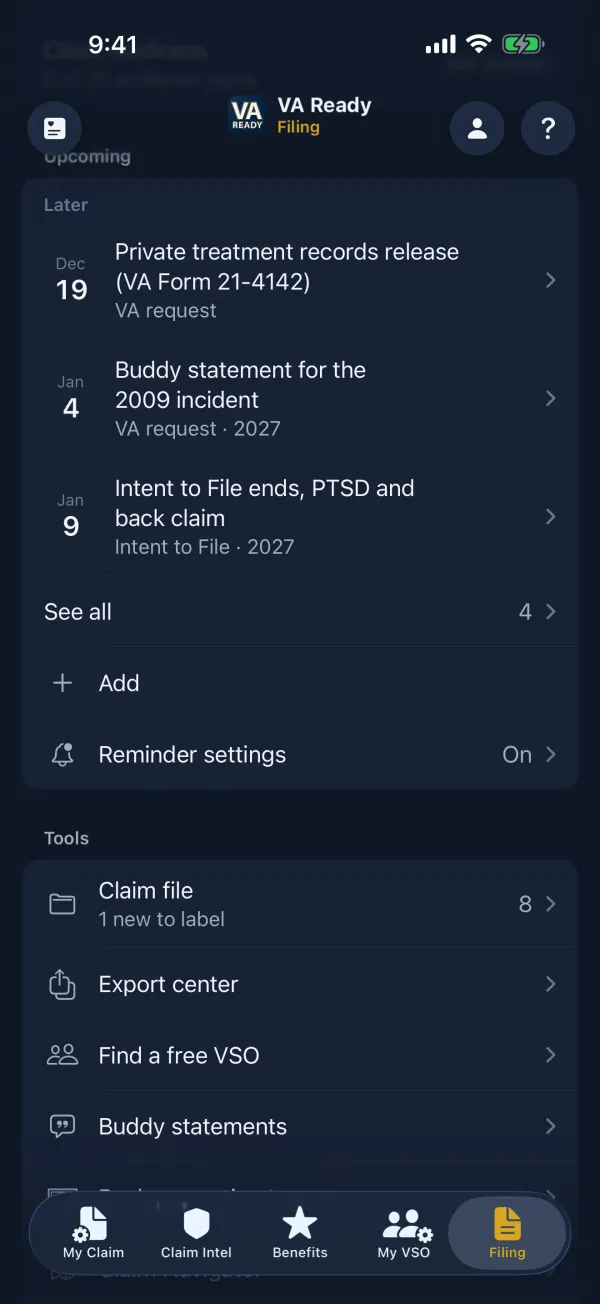 9:41
VA
READY
VA Ready
Filing
?
Upcoming
Later
Dec
19
Private treatment records release
(VA Form 21-4142)
VA request
Jan
4
Buddy statement for the
2009 incident
VA request · 2027
Jan
9
Intent to File ends, PTSD and
back claim
Intent to File · 2027
See all
4
Add
Reminder settings
On
Tools
Claim file
8
1 new to label
Export center
Find a free VSO
Buddy statements
Claim Navigator
My Claim
Claim Intel
Benefits
My VSO
Filing